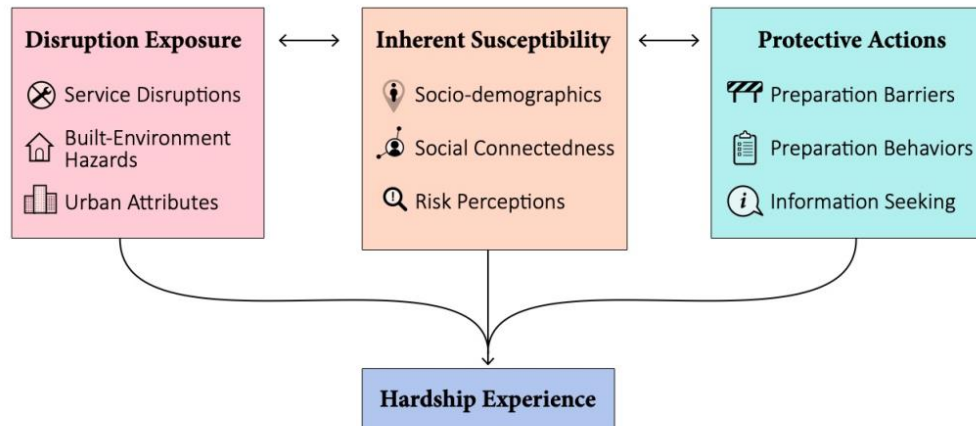 Disruption Exposure
Service Disruptions
Built-Environment
Hazards
Urban Attributes
Inherent Susceptibility
Socio-demographics
Social Connectedness
Risk Perceptions
Protective Actions
Preparation Barriers
Preparation Behaviors
Information Seeking
Hardship Experience